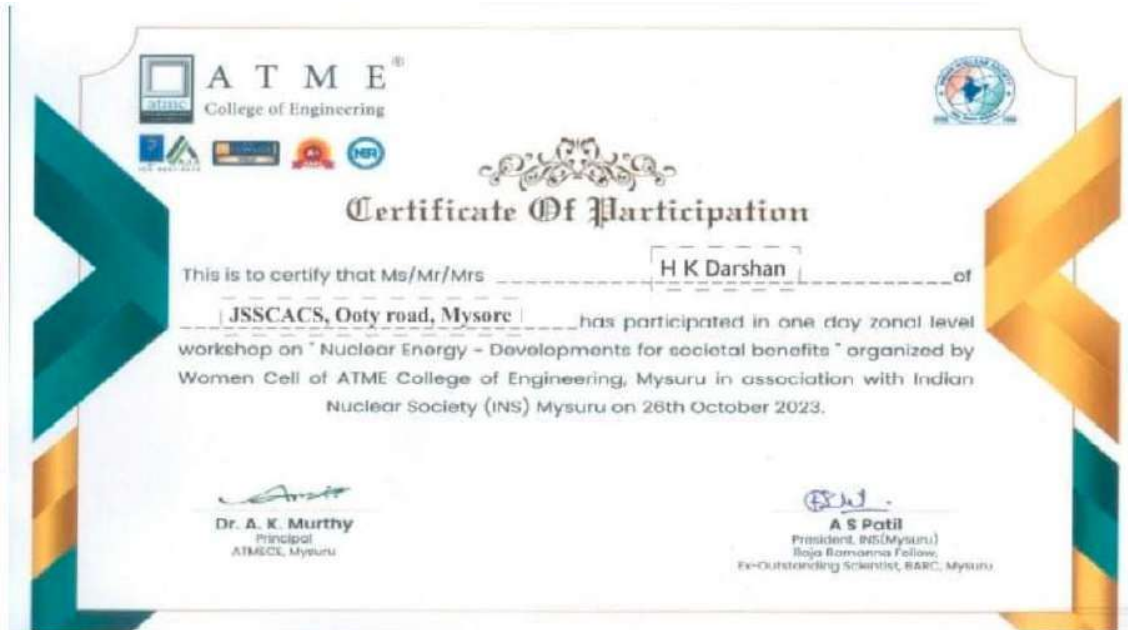 ATME®
College of Engineering
atme
NBA
Certificate Of Participation
This is to certify that Ms/Mr/Mrs H K Darshan of
JSSCACS, Ooty road, Mysore has participated in one day zonal level
workshop on " Nuclear Energy - Developments for societal benefits " organized by
Women Cell of ATME College of Engineering, Mysuru in association with Indian
Nuclear Society (INS) Mysuru on 26th October 2023.
Dr. A. K. Murthy
Principal
ATMECE, Mysuru
A S Patil
President, INS(Mysuru)
Raja Ramanna Fellow,
Ex-Outstanding Scientist, BARC, Mysuru